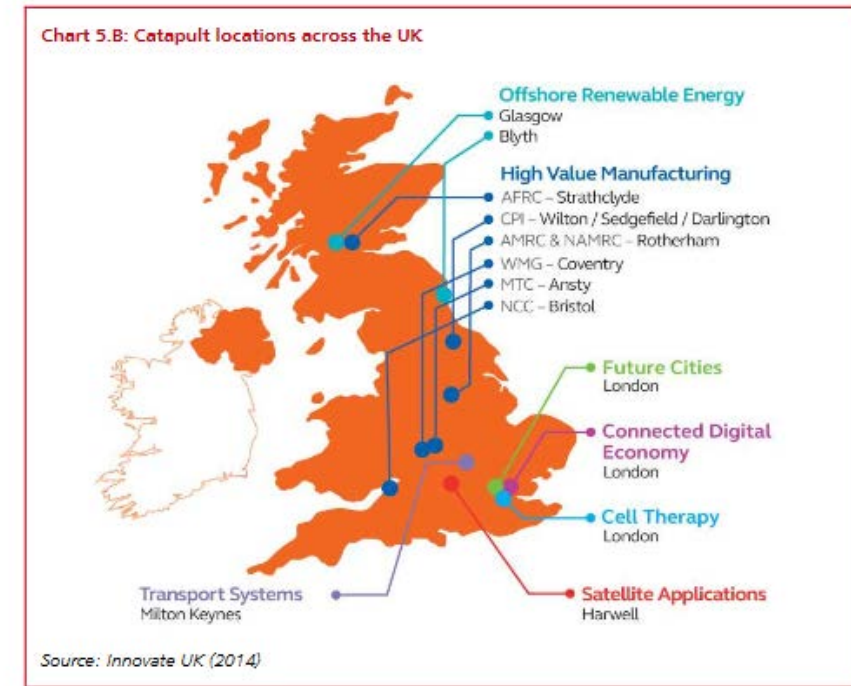 Chart 5.B: Catapult locations across the UK
Offshore Renewable Energy
Glasgow
Blyth
High Value Manufacturing
AFRC – Strathclyde
CPI – Wilton / Sedgefield / Darlington
AMRC & NAMRC – Rotherham
WMG – Coventry
MTC – Ansty
NCC – Bristol
Future Cities
London
Connected Digital
Economy
London
Cell Therapy
London
Transport Systems
Milton Keynes
Satellite Applications
Harwell
Source: Innovate UK (2014)